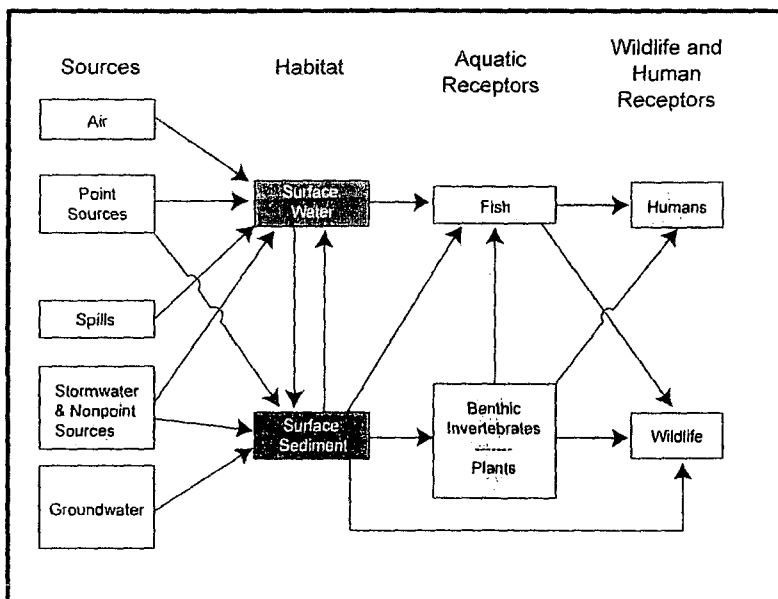 Sources
Habitat
Aquatic
Receptors
Wildlife and
Human
Receptors
Air
Point
Sources
Spills
Stormwater
& Nonpoint
Sources
Groundwater
Surface
Water
Surface
Sediment
Fish
Benthic
Invertebrates
Plants
Humans
Wildlife